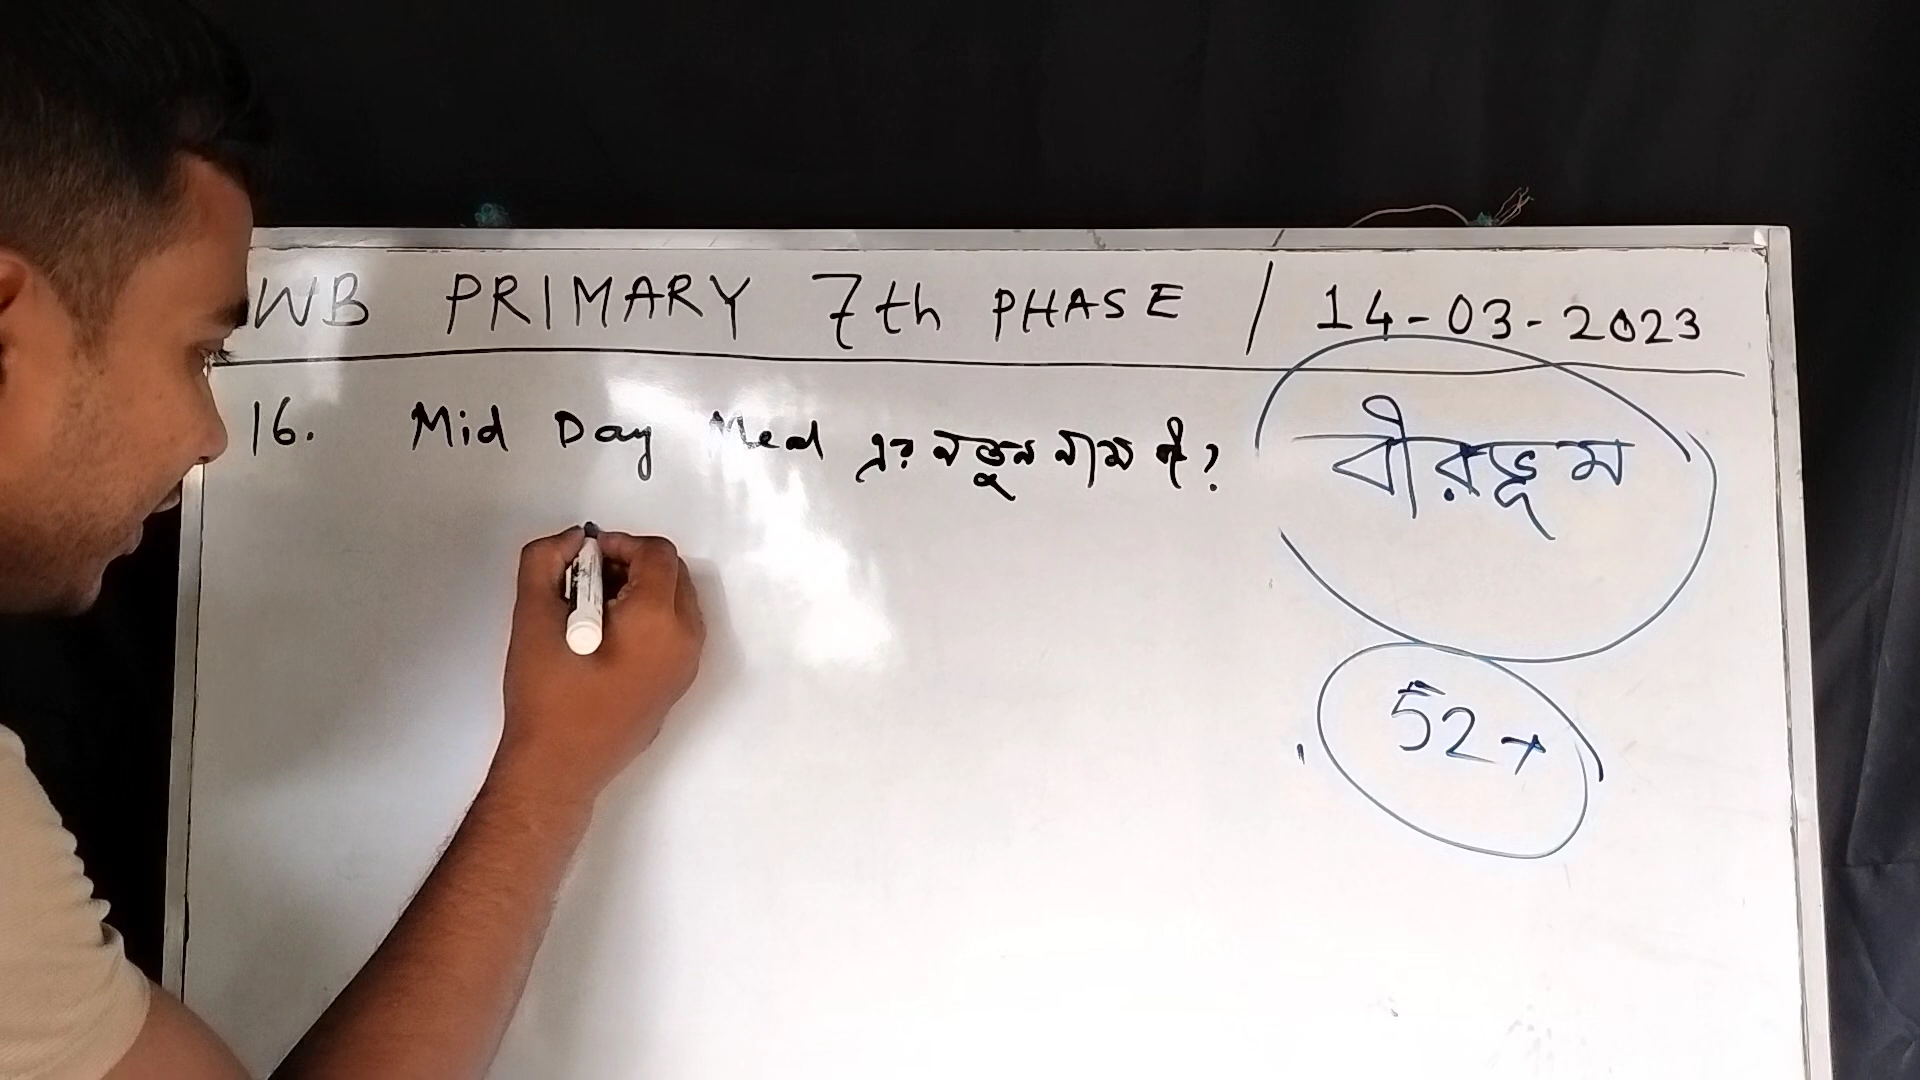 WB PRIMARY 7th PHASE / 14-03-2023
16. Mid Day Meal এর নতুন নাম কী?
বীরভূম
52→